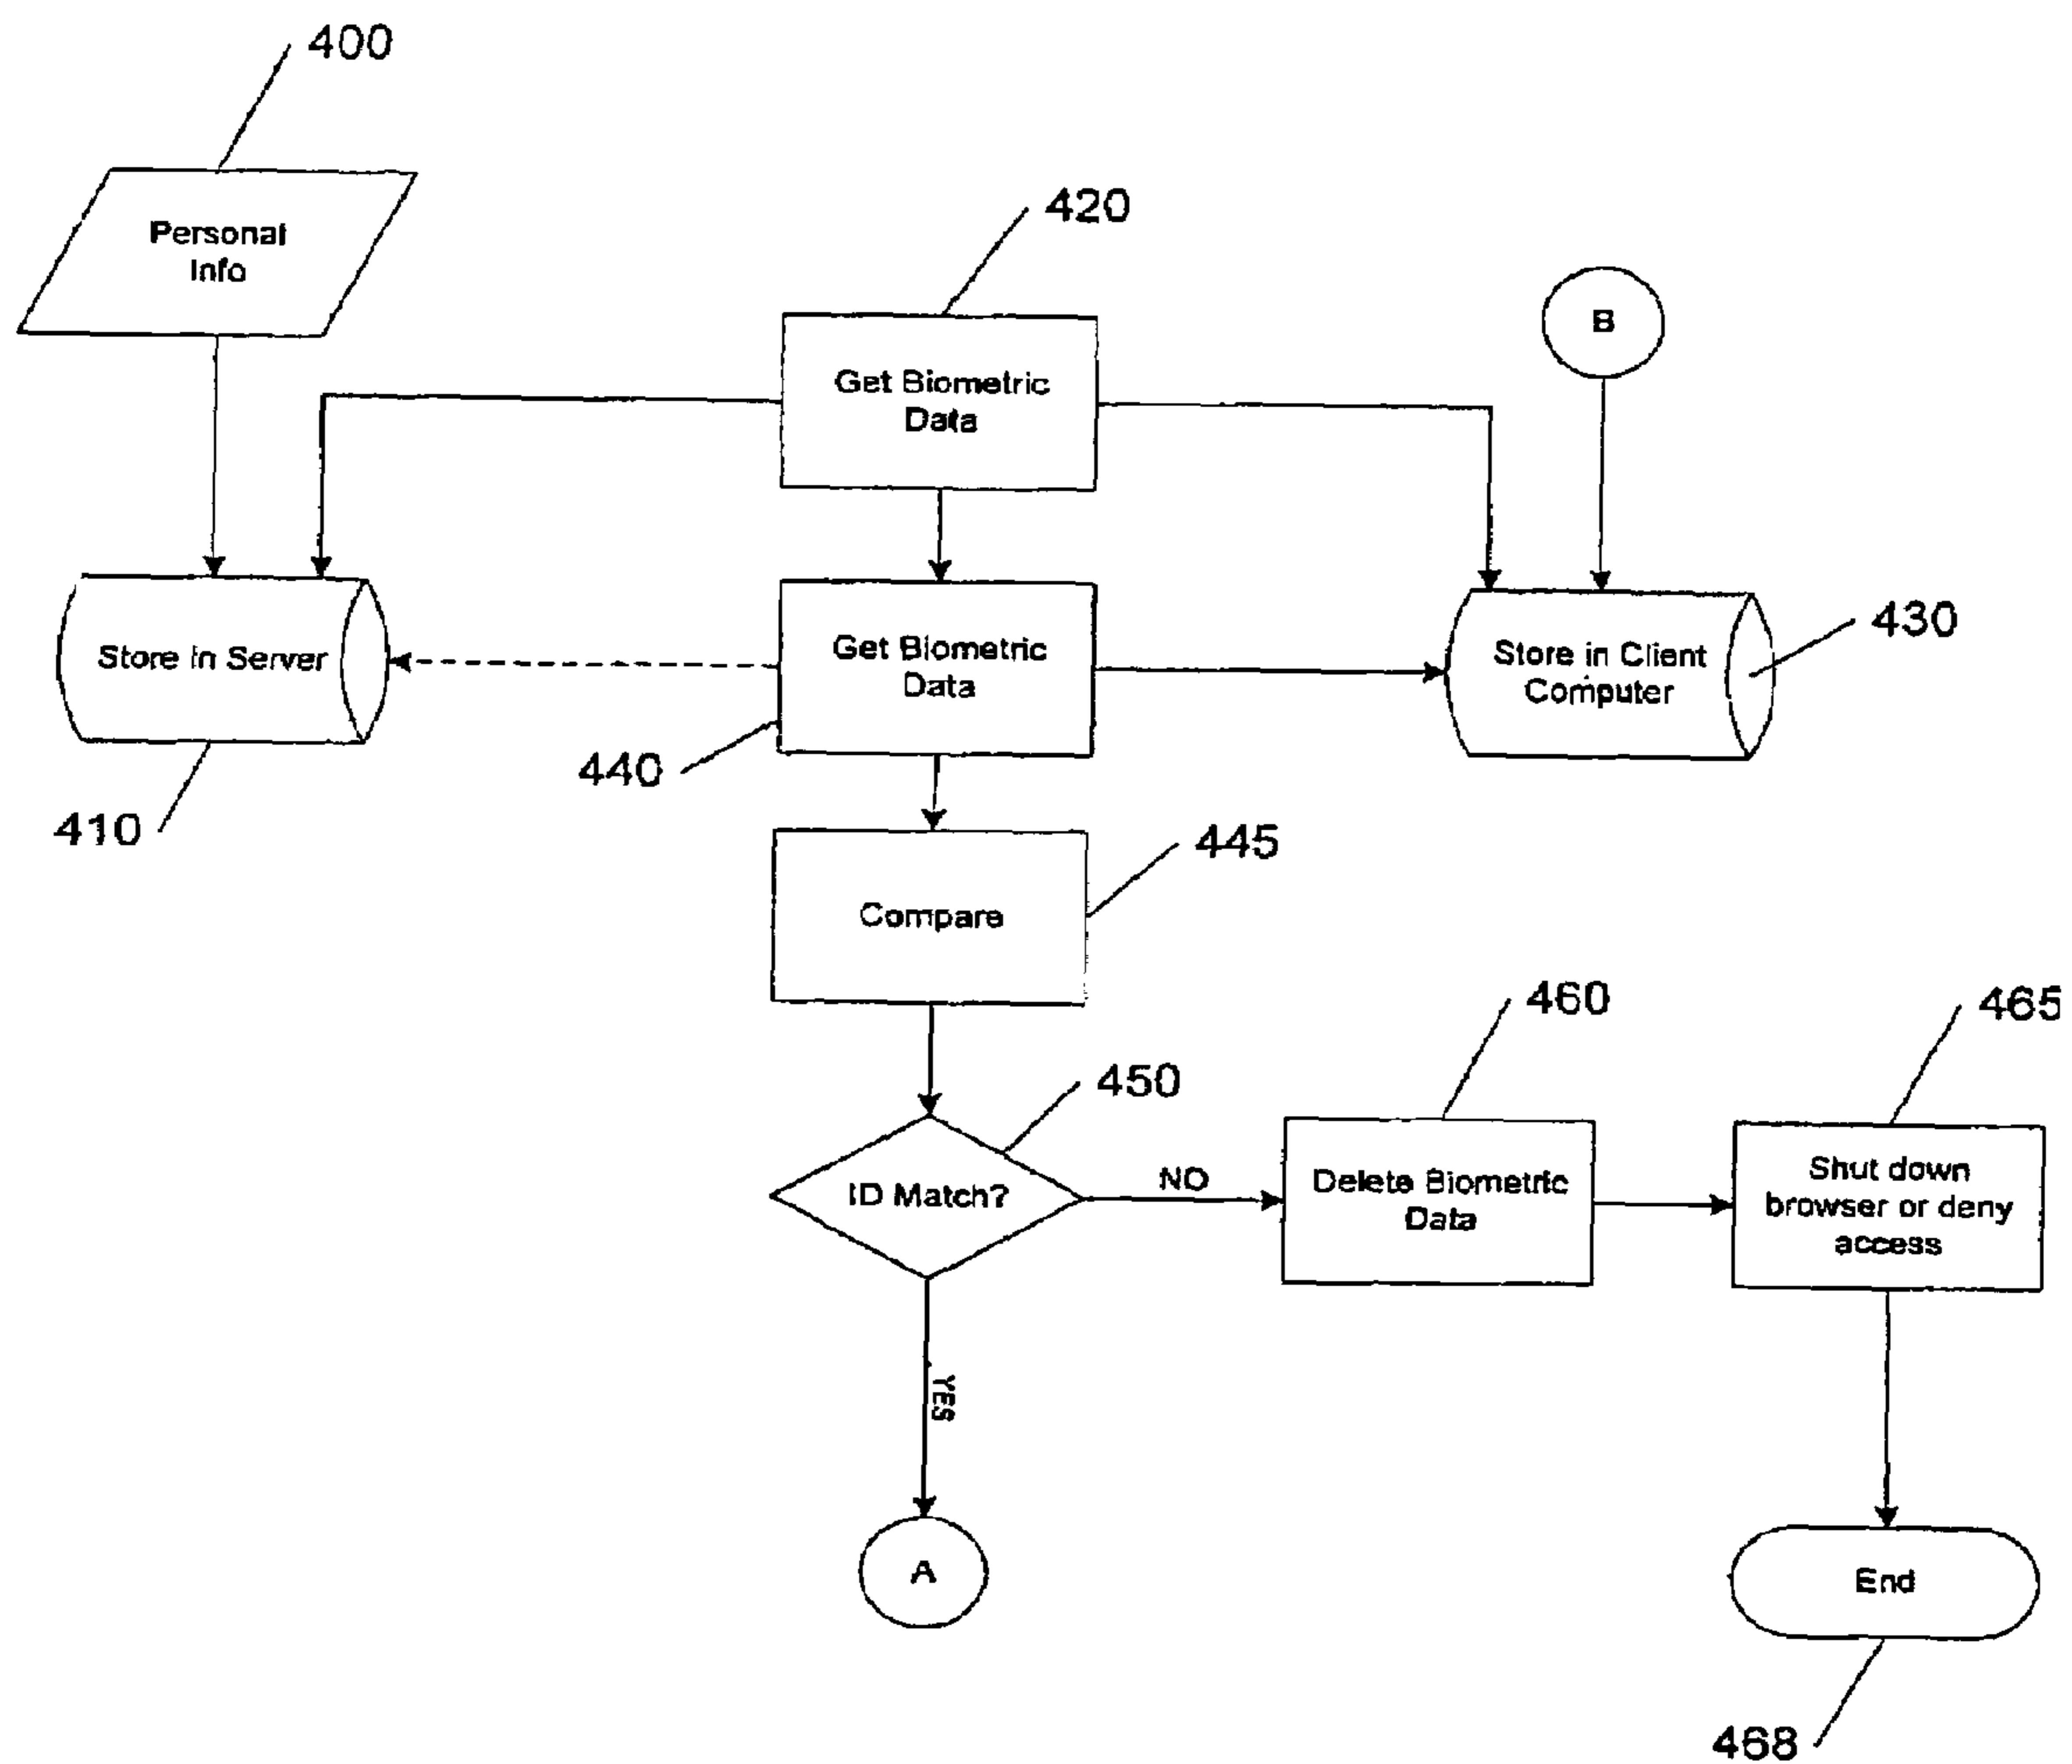 400
Personal
Info
420
B
Get Biometric
Data
Store in Server
Get Biometric
Data
Store in Client
Computer
430
440
410
445
Compare
460
465
450
ID Match?
NO
Delete Biometric
Data
Shut down
browser or deny
access
YES
A
End
468